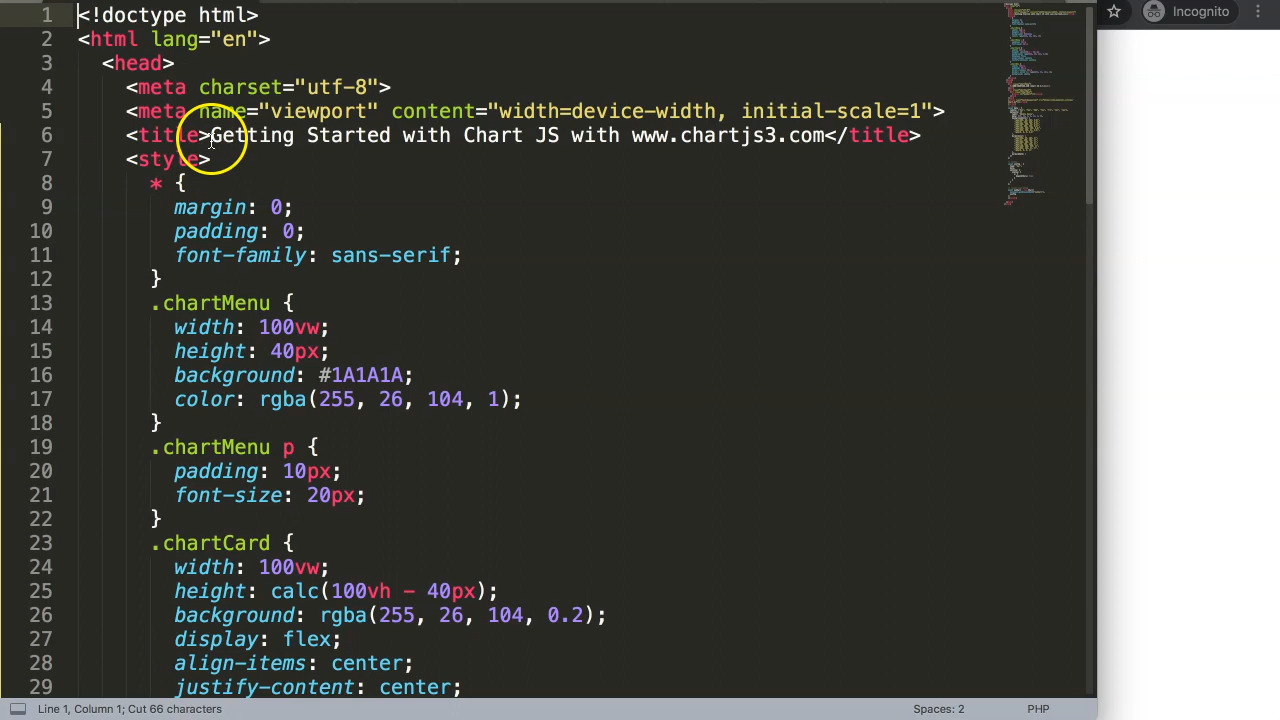 1 <!doctype html>
2 <html lang="en">
3 <head>
4 <meta charset="utf-8">
5 <meta name="viewport" content="width=device-width, initial-scale=1">
6 <title>Getting Started with Chart JS with www.chartjs3.com</title>
7 <style>
8 * {
9 margin: 0;
10 padding: 0;
11 font-family: sans-serif;
12 }
13 .chartMenu {
14 width: 100vw;
15 height: 40px;
16 background: #1A1A1A;
17 color: rgba(255, 26, 104, 1);
18 }
19 .chartMenu p {
20 padding: 10px;
21 font-size: 20px;
22 }
23 .chartCard {
24 width: 100vw;
25 height: calc(100vh - 40px);
26 background: rgba(255, 26, 104, 0.2);
27 display: flex;
28 align-items: center;
29 justify-content: center;
Incognito
Line 1, Column 1; Cut 66 characters
Spaces: 2
PHP